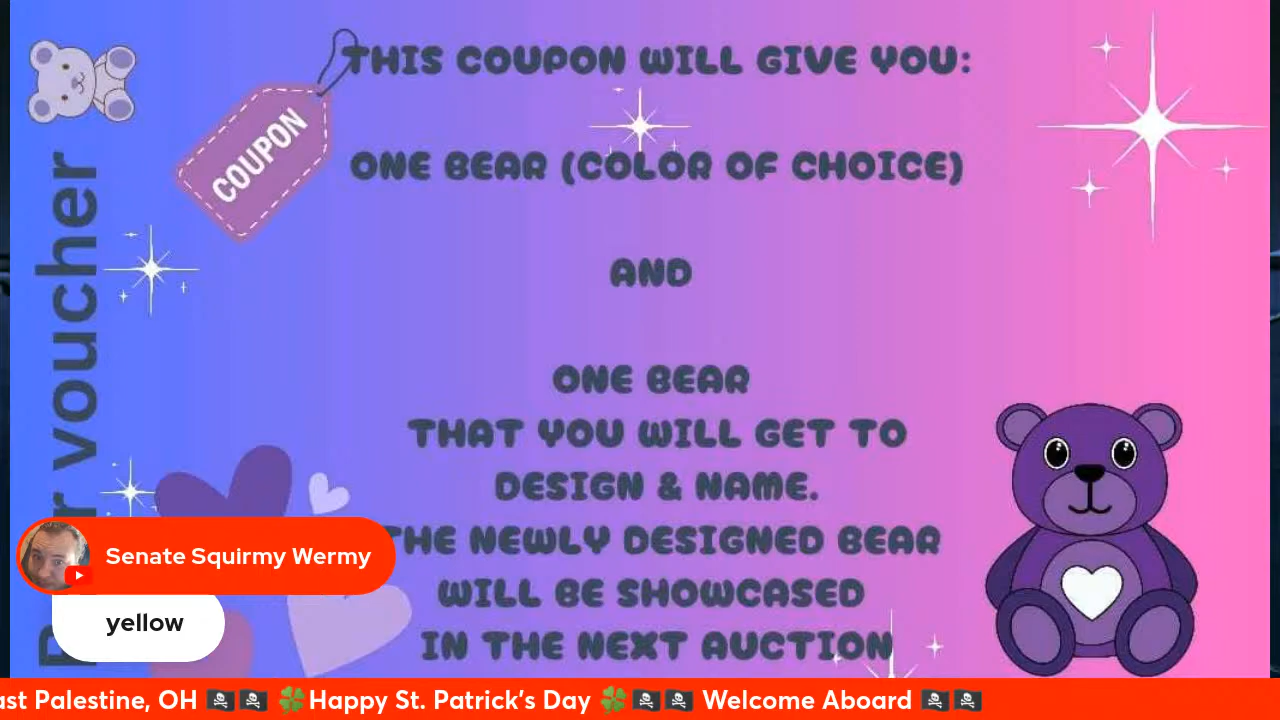 THIS COUPON WILL GIVE YOU:
COUPON
ONE BEAR (COLOR OF CHOICE)
AND
ONE BEAR
THAT YOU WILL GET TO
DESIGN & NAME.
THE NEWLY DESIGNED BEAR
WILL BE SHOWCASED
IN THE NEXT AUCTION
voucher
Senate Squirmy Wermy
yellow
Palestine, OH 🏴‍☠️🏴‍☠️ 🍀Happy St. Patrick's Day 🍀🏴‍☠️🏴‍☠️ Welcome Aboard 🏴‍☠️🏴‍☠️